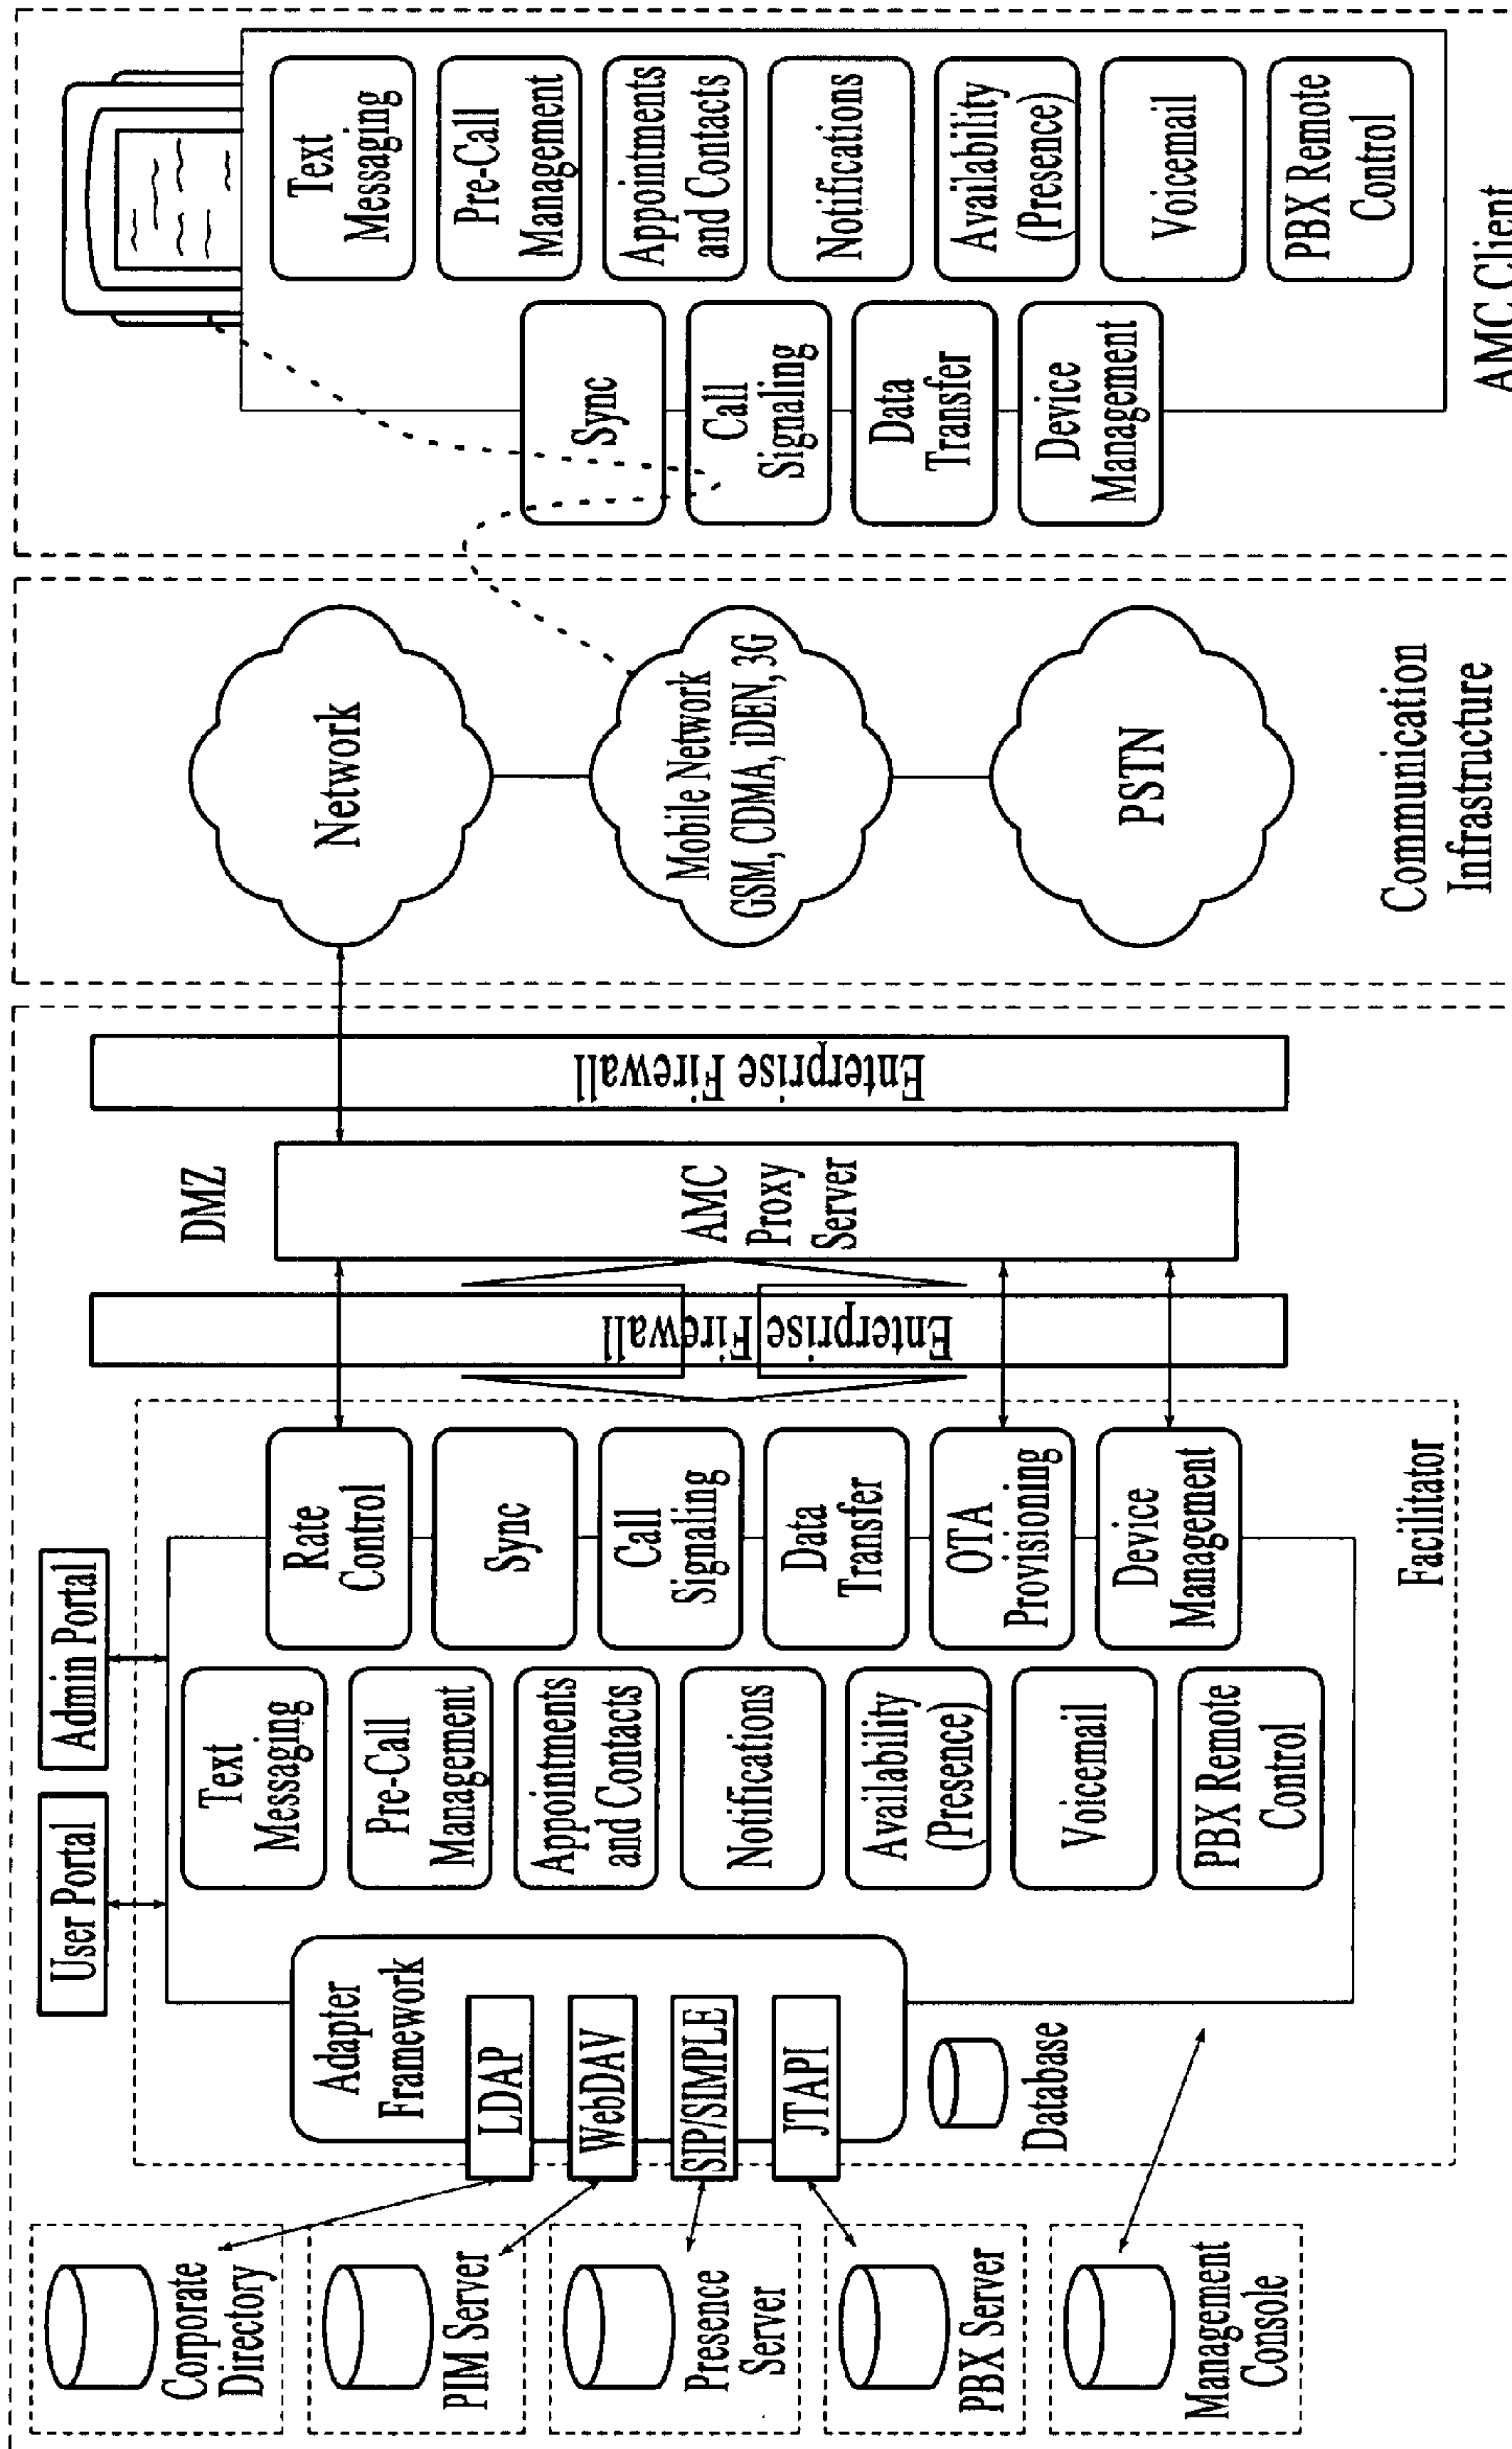 User Portal
Admin Portal
Corporate
Directory
PIM Server
Presence
Server
PBX Server
Management
Console
Adapter
Framework
LDAP
WebDAV
SIP/SIMPLE
JTAPI
Database
Text
Messaging
Pre-Call
Management
Appointments
and Contacts
Notifications
Availability
(Presence)
Voicemail
PBX Remote
Control
Rate
Control
Sync
Call
Signaling
Data
Transfer
OTA
Provisioning
Device
Management
Facilitator
Enterprise Firewall
DMZ
AMC
Proxy
Server
Enterprise Firewall
Network
Mobile Network
GSM, CDMA, iDEN, 3G
PSTN
Communication
Infrastructure
Sync
Call
Signaling
Data
Transfer
Device
Management
Text
Messaging
Pre-Call
Management
Appointments
and Contacts
Notifications
Availability
(Presence)
Voicemail
PBX Remote
Control
AMC Client